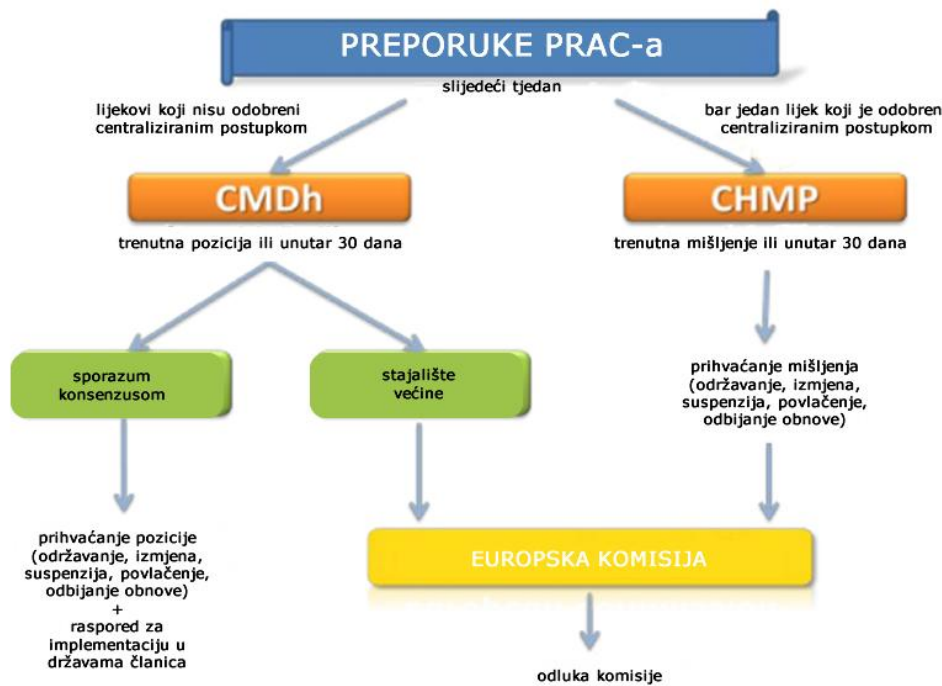 PREPORUKE PRAC-a
slijedeći tjedan
lijekovi koji nisu odobreni
centraliziranim postupkom
bar jedan lijek koji je odobren
centraliziranim postupkom
CMDh
CHMP
trenutna pozicija ili unutar 30 dana
trenutna mišljenje ili unutar 30 dana
sporazum
konsenzusom
stajalište
većine
prihvaćanje mišljenja
(održavanje, izmjena,
suspenzija, povlačenje,
odbijanje obnove)
prihvaćanje pozicije
(održavanje, izmjena,
suspenzija, povlačenje,
odbijanje obnove)
+
raspored za
implementaciju u
državama članica
EUROPSKA KOMISIJA
odluka komisije